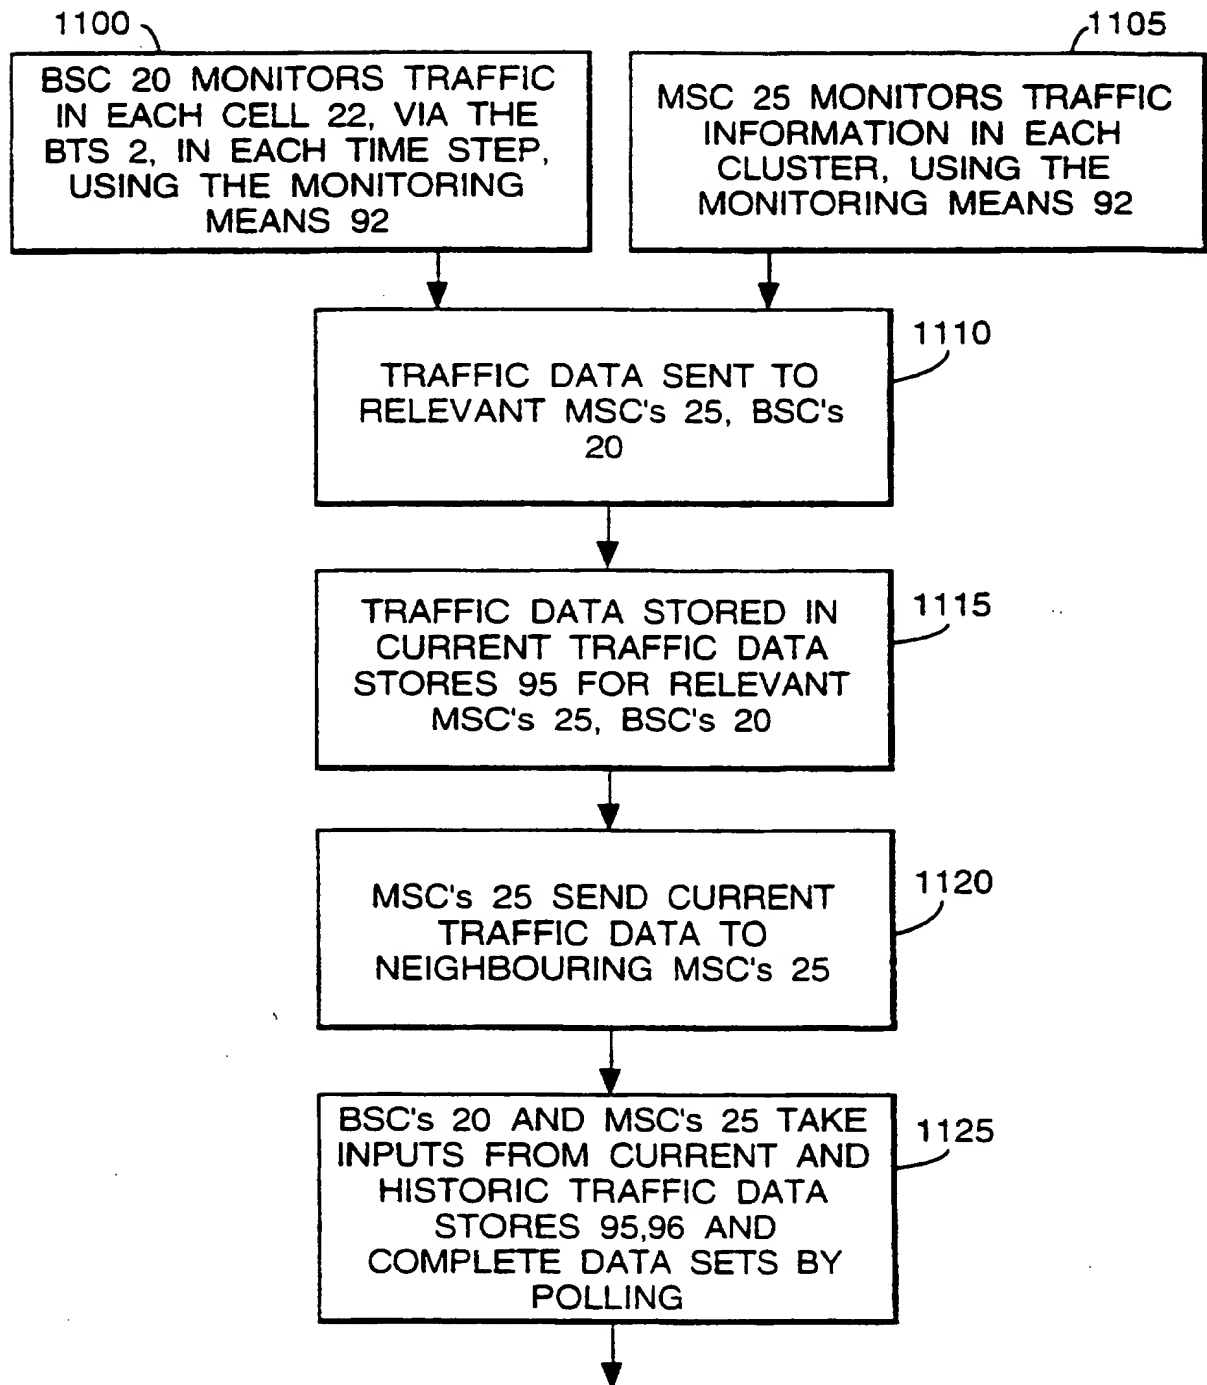 1100
BSC 20 MONITORS TRAFFIC
IN EACH CELL 22, VIA THE
BTS 2, IN EACH TIME STEP,
USING THE MONITORING
MEANS 92
1105
MSC 25 MONITORS TRAFFIC
INFORMATION IN EACH
CLUSTER, USING THE
MONITORING MEANS 92
1110
TRAFFIC DATA SENT TO
RELEVANT MSC's 25, BSC's
20
1115
TRAFFIC DATA STORED IN
CURRENT TRAFFIC DATA
STORES 95 FOR RELEVANT
MSC's 25, BSC's 20
1120
MSC's 25 SEND CURRENT
TRAFFIC DATA TO
NEIGHBOURING MSC's 25
1125
BSC's 20 AND MSC's 25 TAKE
INPUTS FROM CURRENT AND
HISTORIC TRAFFIC DATA
STORES 95,96 AND
COMPLETE DATA SETS BY
POLLING